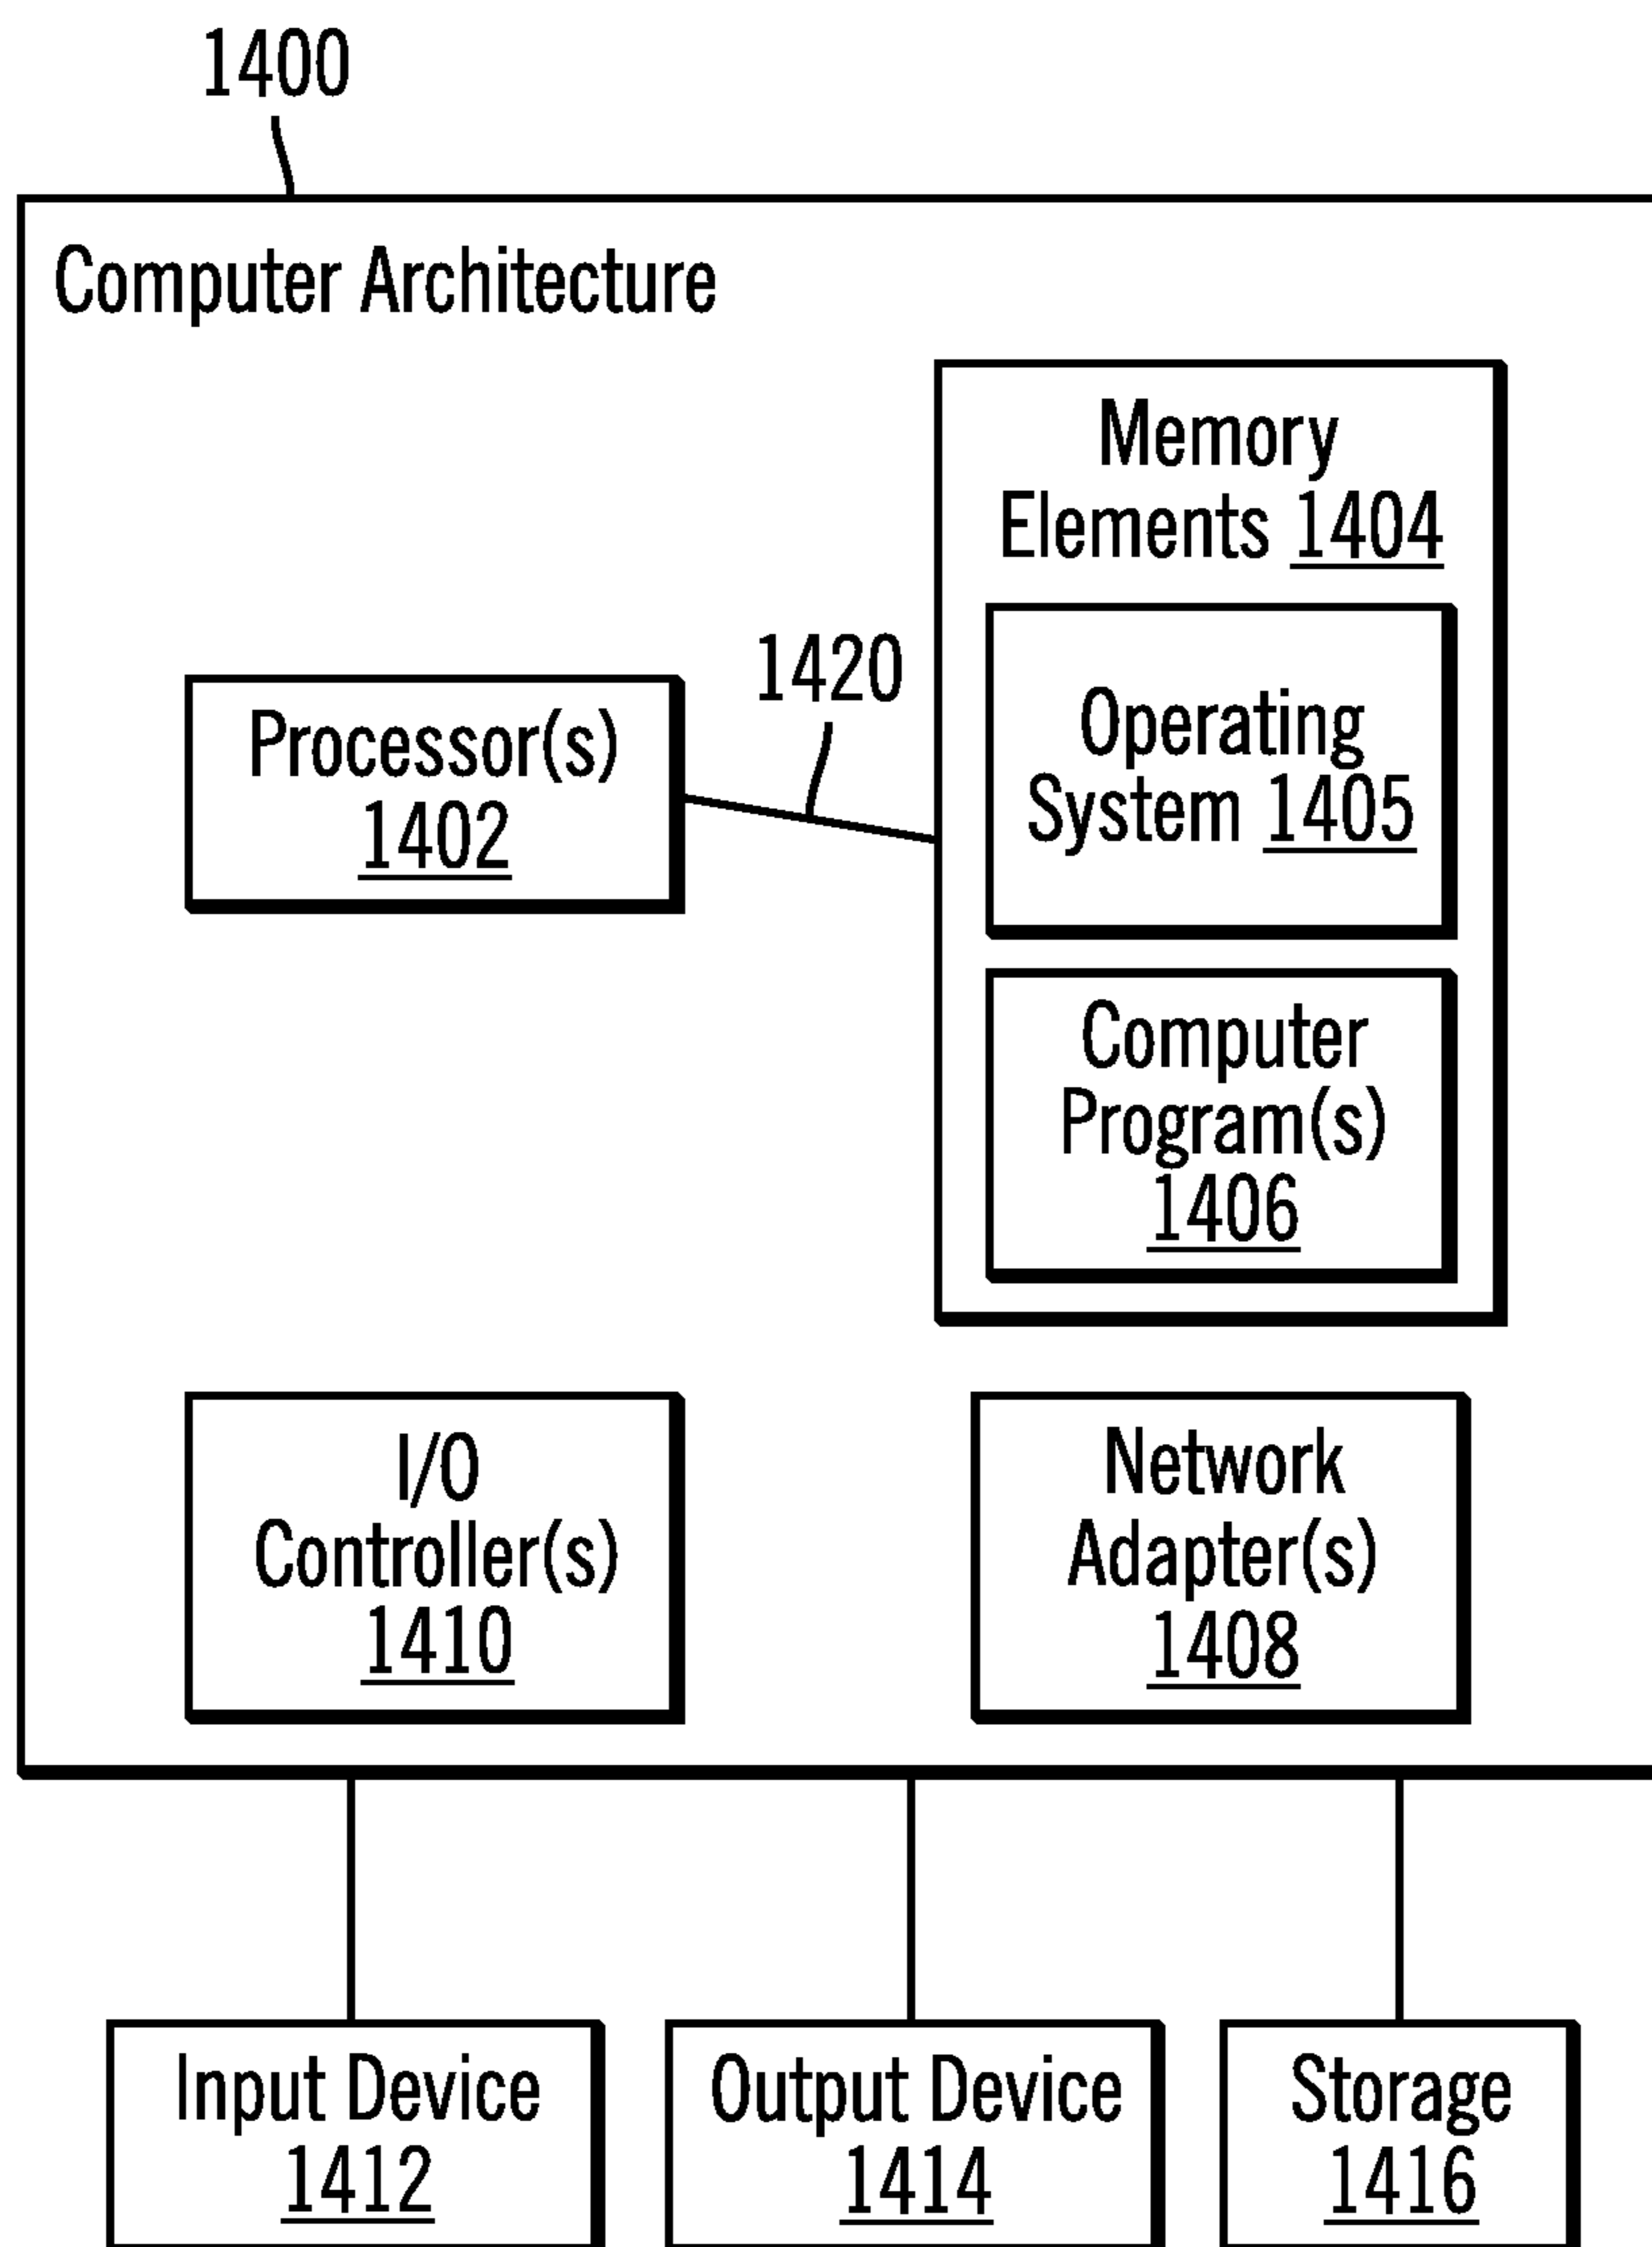 1400
Computer Architecture
Memory
Elements 1404
1420
Operating
System 1405
Processor(s)
1402
Computer
Program(s)
1406
I/O
Controller(s)
1410
Network
Adapter(s)
1408
Input Device
1412
Output Device
1414
Storage
1416